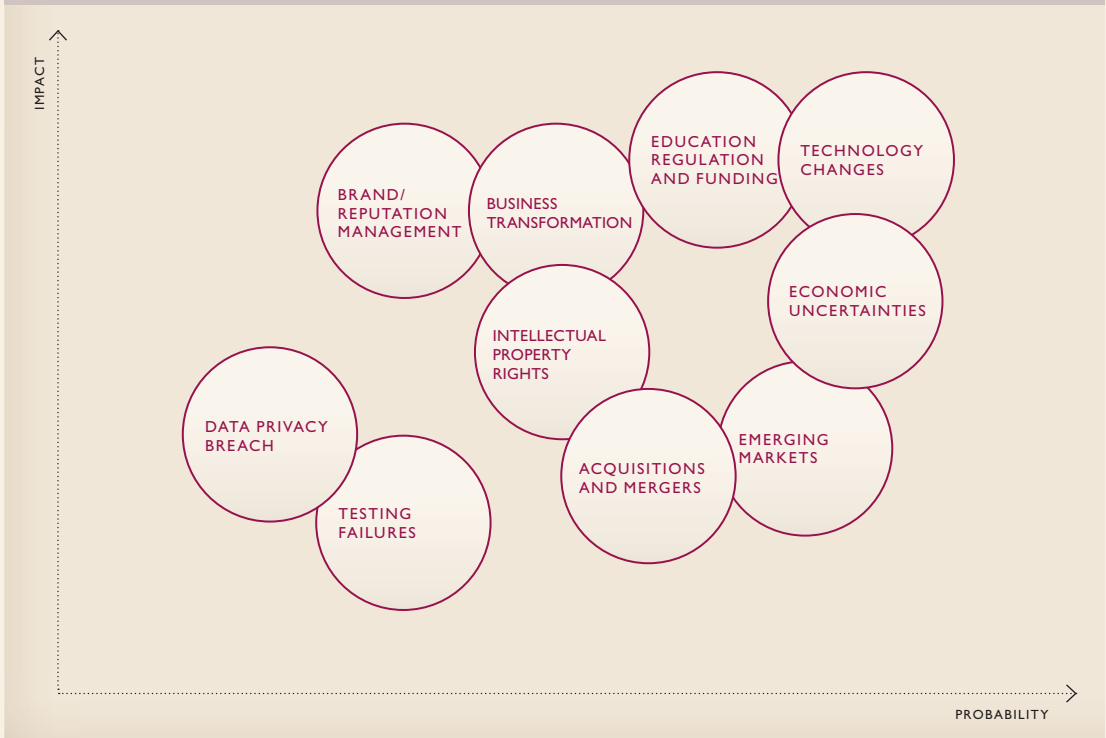 IMPACT
EDUCATION
REGULATION
AND FUNDING
TECHNOLOGY
CHANGES
BRAND/
REPUTATION
MANAGEMENT
BUSINESS
TRANSFORMATION
ECONOMIC
UNCERTAINTIES
INTELLECTUAL
PROPERTY
RIGHTS
DATA PRIVACY
BREACH
EMERGING
MARKETS
ACQUISITIONS
AND MERGERS
TESTING
FAILURES
PROBABILITY